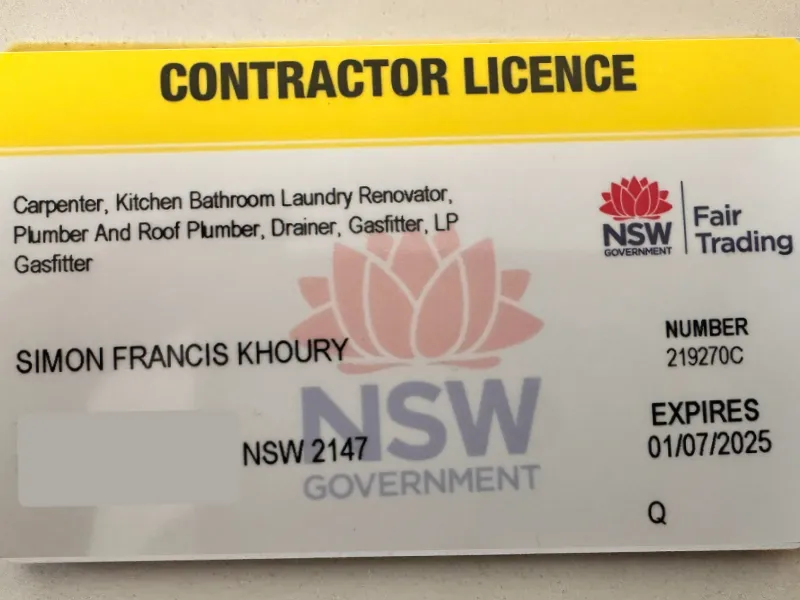 CONTRACTOR LICENCE
Carpenter, Kitchen Bathroom Laundry Renovator,
Plumber And Roof Plumber, Drainer, Gasfitter, LP
Gasfitter
NSW
GOVERNMENT
Fair
Trading
SIMON FRANCIS KHOURY
NUMBER
219270C
NSW
GOVERNMENT
NSW 2147
EXPIRES
01/07/2025
Q